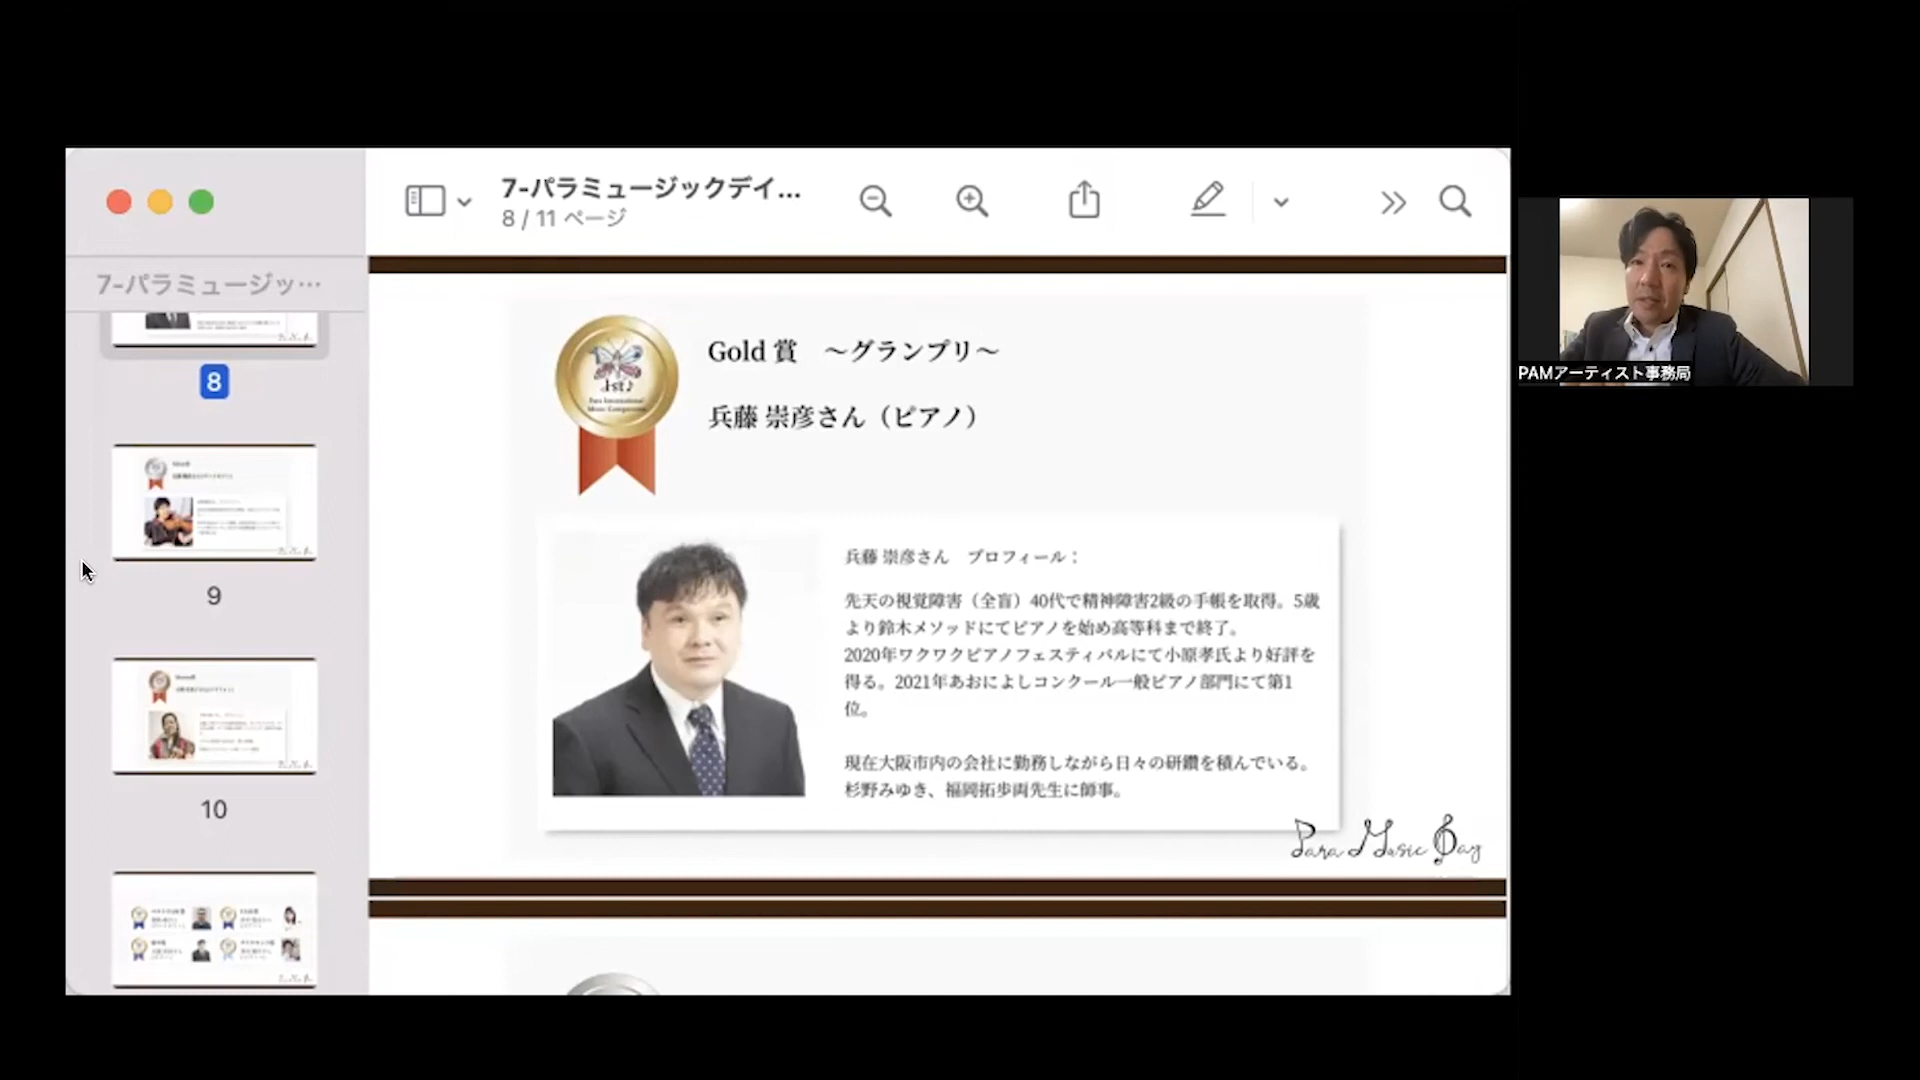 7-パラミュージックデイ...
8 / 11 ページ
7-パラミュージッ…
8
9
10
Gold 賞　～グランプリ～
兵藤 崇彦さん（ピアノ）
1st♪
Para International
Music Competition
兵藤 崇彦さん　プロフィール：
先天の視覚障害（全盲）40代で精神障害2級の手帳を取得。5歳
より鈴木メソッドにてピアノを始め高等科まで終了。
2020年ワクワクピアノフェスティバルにて小原孝氏より好評を
得る。2021年あおによしコンクール一般ピアノ部門にて第1
位。
現在大阪市内の会社に勤務しながら日々の研鑽を積んでいる。
杉野みゆき、福岡拓歩両先生に師事。
Para Music Day
PAMアーティスト事務局